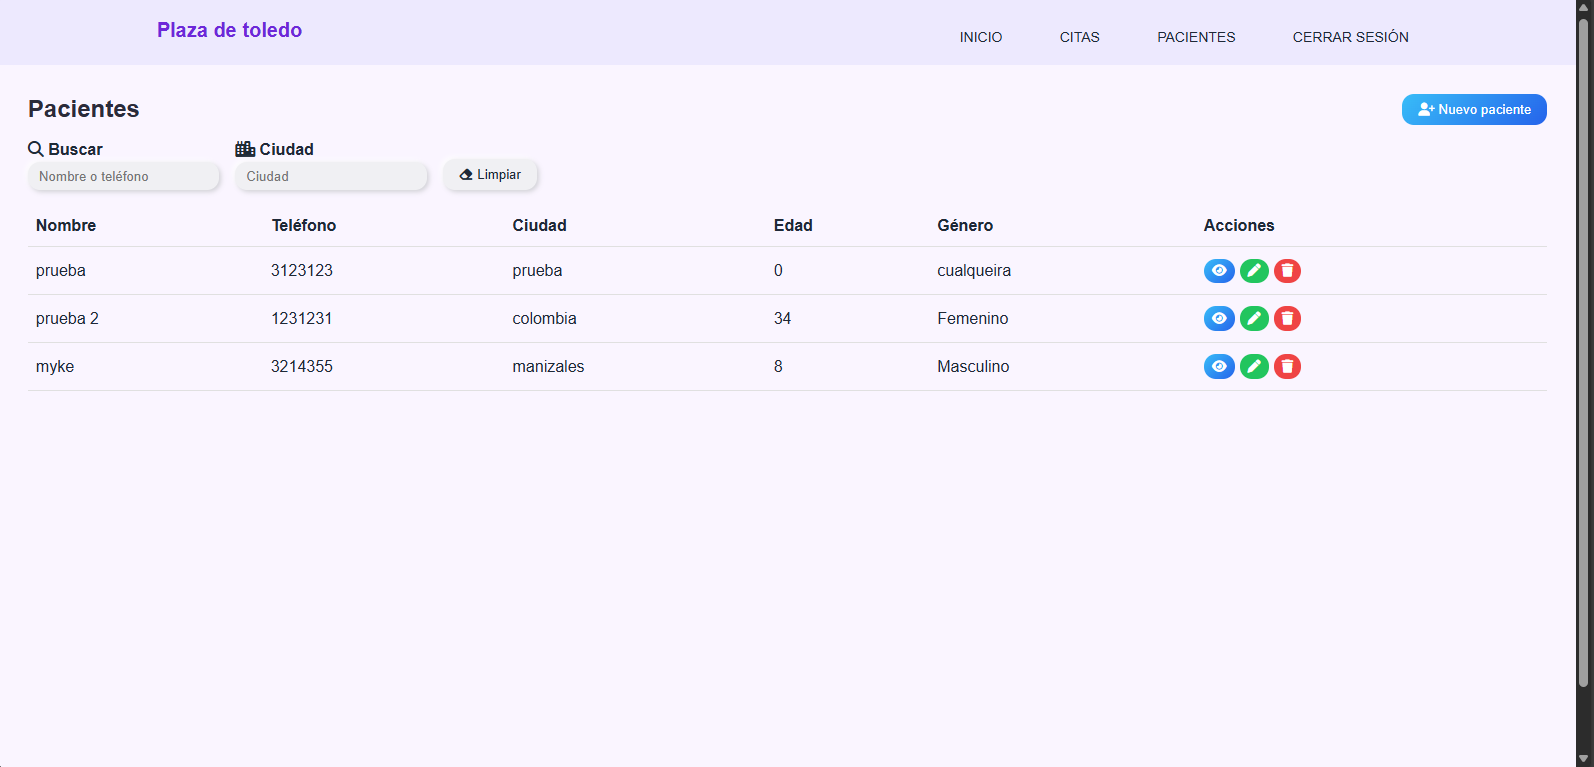 Plaza de toledo
INICIO CITAS PACIENTES CERRAR SESIÓN
Pacientes
Nuevo paciente
Buscar Ciudad
Nombre o teléfono Ciudad Limpiar
Nombre Teléfono Ciudad Edad Género Acciones
prueba 3123123 prueba 0 cualqueira
prueba 2 1231231 colombia 34 Femenino
myke 3214355 manizales 8 Masculino